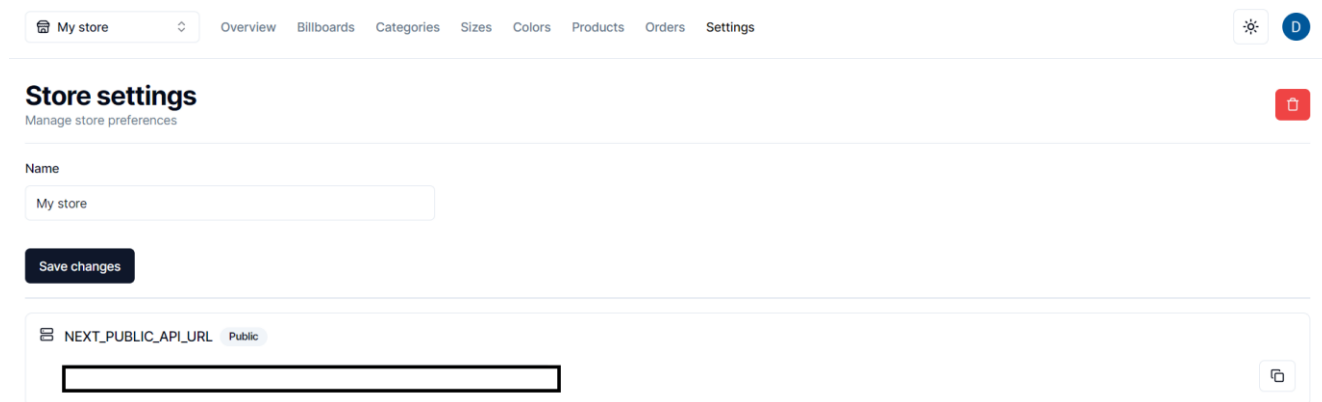 My store Overview Billboards Categories Sizes Colors Products Orders Settings D
Store settings
Manage store preferences
Name
My store
Save changes
NEXT_PUBLIC_API_URL Public